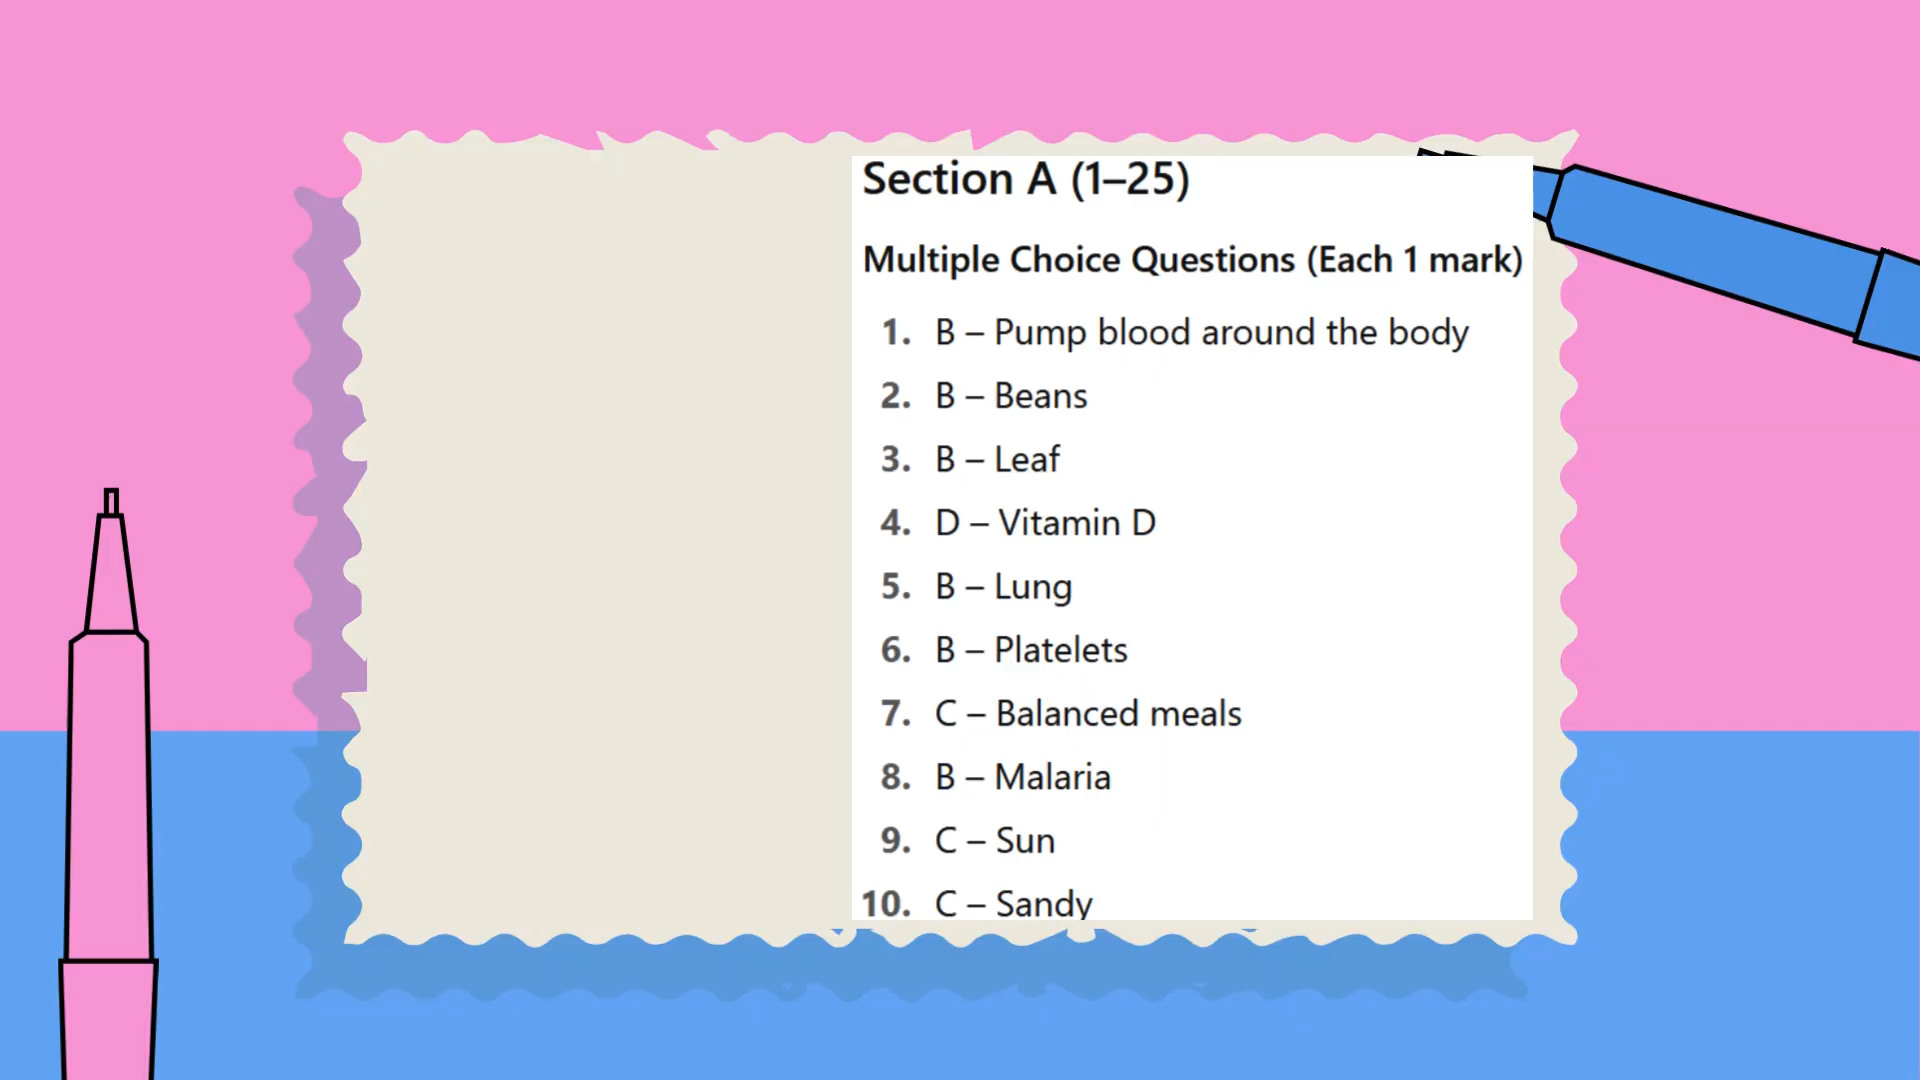 Section A (1–25)
Multiple Choice Questions (Each 1 mark)
1. B – Pump blood around the body
2. B – Beans
3. B – Leaf
4. D – Vitamin D
5. B – Lung
6. B – Platelets
7. C – Balanced meals
8. B – Malaria
9. C – Sun
10. C – Sandy